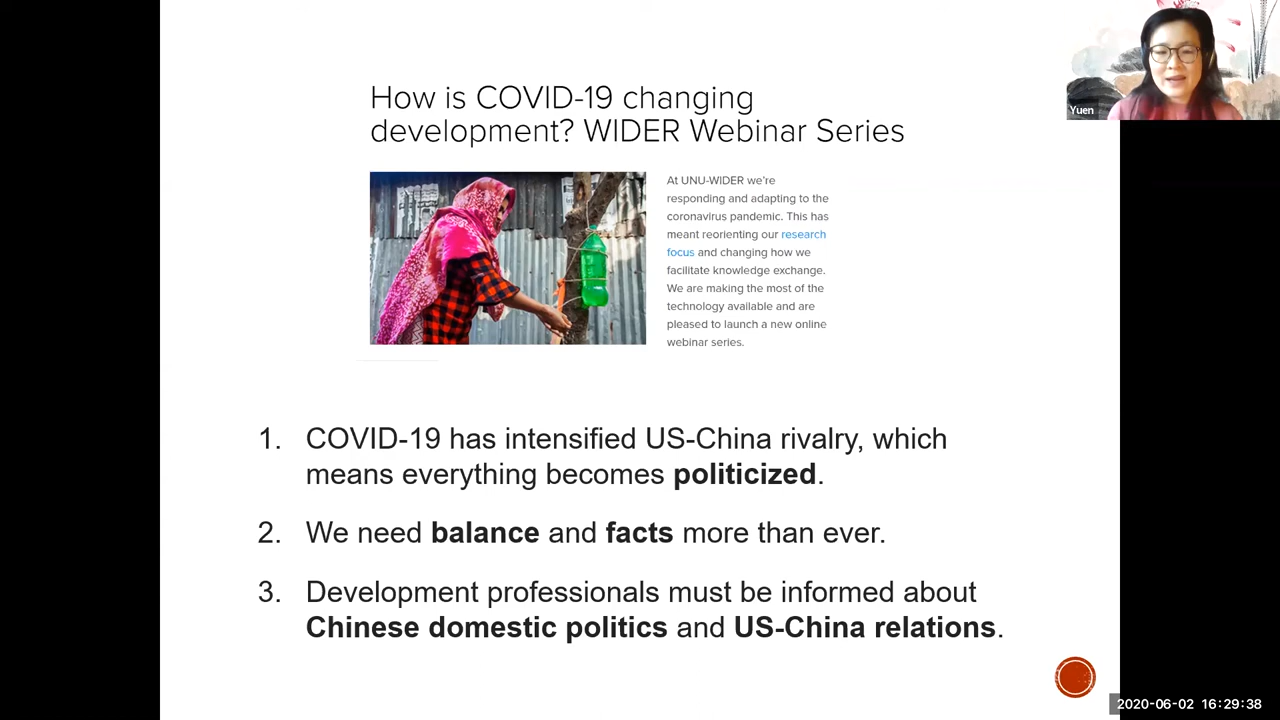 How is COVID-19 changing
development? WIDER Webinar Series
At UNU-WIDER we're
responding and adapting to the
coronavirus pandemic. This has
meant reorienting our research
focus and changing how we
facilitate knowledge exchange.
We are making the most of the
technology available and are
pleased to launch a new online
webinar series.
1. COVID-19 has intensified US-China rivalry, which
means everything becomes politicized.
2. We need balance and facts more than ever.
3. Development professionals must be informed about
Chinese domestic politics and US-China relations.
Yuen
2020-06-02 16:29:38